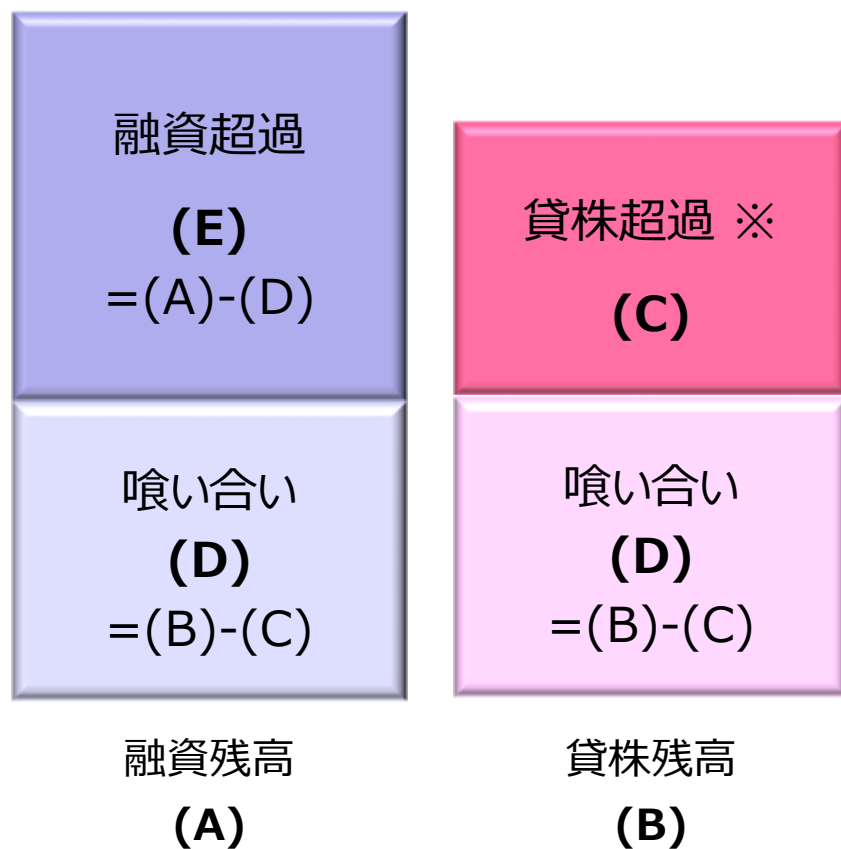 融資超過
(E)
=(A)-(D)
喰い合い
(D)
=(B)-(C)
融資残高
(A)
貸株超過 ※
(C)
喰い合い
(D)
=(B)-(C)
貸株残高
(B)